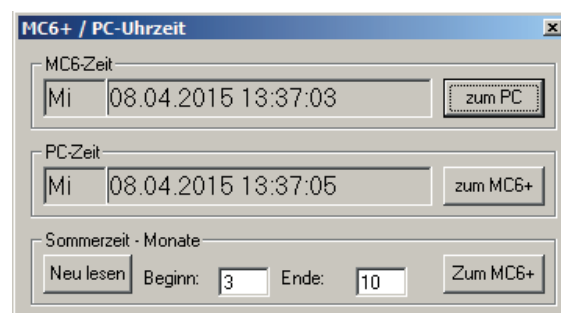 MC6+ / PC-Uhrzeit
MC6-Zeit
Mi 08.04.2015 13:37:03 zum PC
PC-Zeit
Mi 08.04.2015 13:37:05 zum MC6+
Sommerzeit - Monate
Neu lesen Beginn: 3 Ende: 10 Zum MC6+